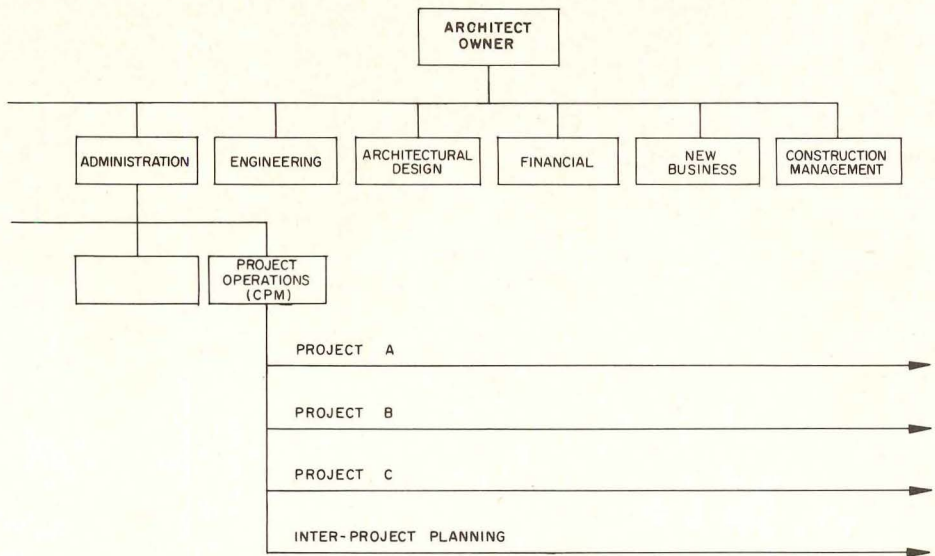 ARCHITECT
OWNER
ADMINISTRATION
ENGINEERING
ARCHITECTURAL
DESIGN
FINANCIAL
NEW
BUSINESS
CONSTRUCTION
MANAGEMENT
PROJECT
OPERATIONS
(CPM)
PROJECT A
PROJECT B
PROJECT C
INTER-PROJECT PLANNING